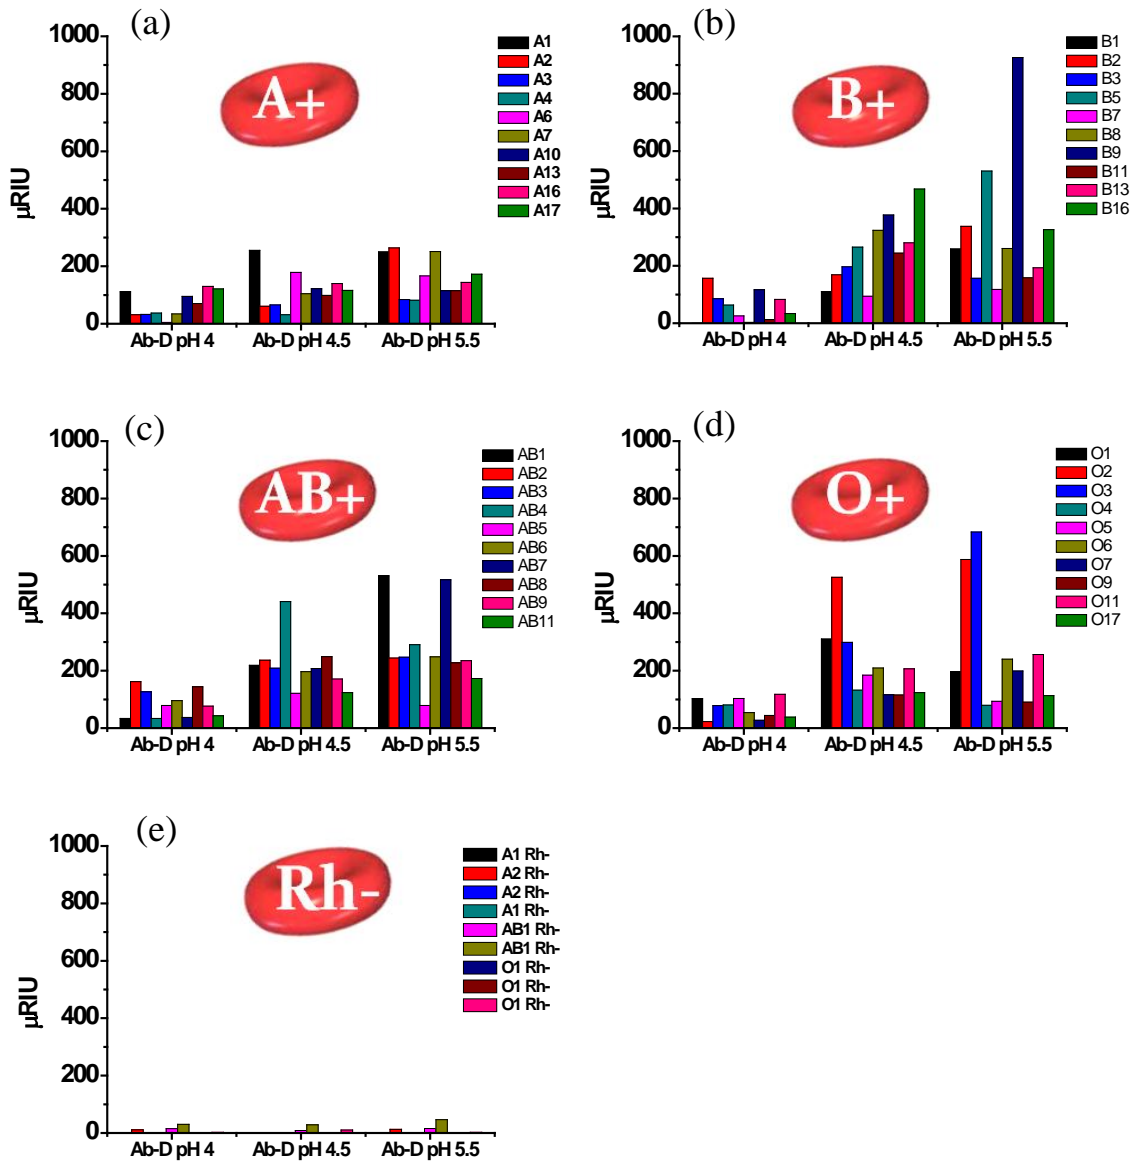 (a)
1000
800
600
400
200
0
µRIU
A+
A1
A2
A3
A4
A6
A7
A10
A13
A16
A17
Ab-D pH 4 Ab-D pH 4.5 Ab-D pH 5.5
(b)
1000
800
600
400
200
0
µRIU
B+
B1
B2
B3
B5
B7
B8
B9
B11
B13
B16
Ab-D pH 4 Ab-D pH 4.5 Ab-D pH 5.5
(c)
1000
800
600
400
200
0
µRIU
AB+
AB1
AB2
AB3
AB4
AB5
AB6
AB7
AB8
AB9
AB11
Ab-D pH 4 Ab-D pH 4.5 Ab-D pH 5.5
(d)
1000
800
600
400
200
0
µRIU
O+
O1
O2
O3
O4
O5
O6
O7
O9
O11
O17
Ab-D pH 4 Ab-D pH 4.5 Ab-D pH 5.5
(e)
1000
800
600
400
200
0
µRIU
Rh-
A1 Rh-
A2 Rh-
A2 Rh-
A1 Rh-
AB1 Rh-
AB1 Rh-
O1 Rh-
O1 Rh-
O1 Rh-
Ab-D pH 4 Ab-D pH 4.5 Ab-D pH 5.5